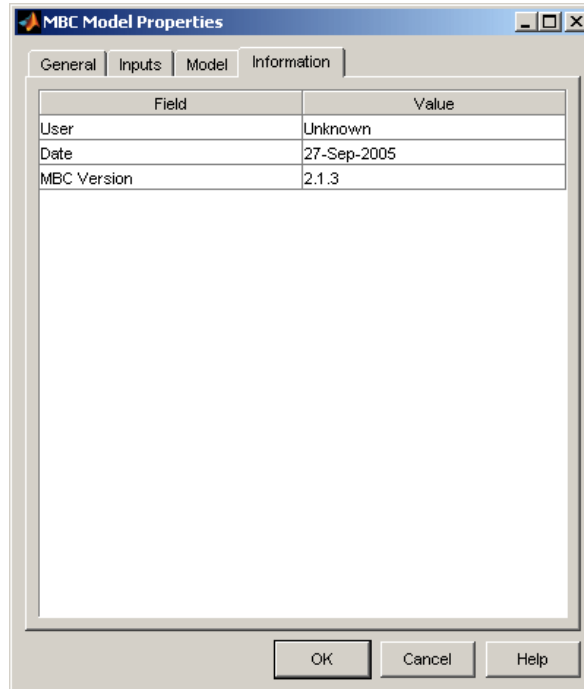 MBC Model Properties
General Inputs Model Information
Field Value
User Unknown
Date 27-Sep-2005
MBC Version 2.1.3
OK Cancel Help